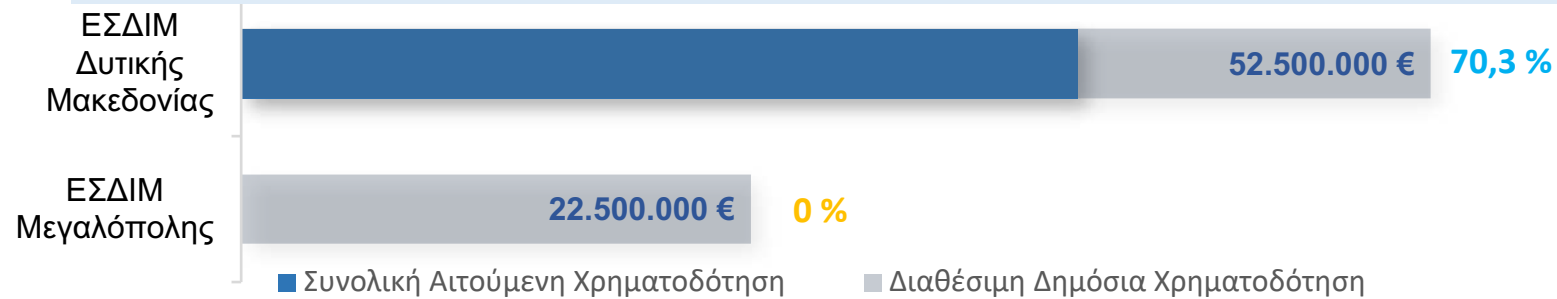 ΕΣΔΙΜ
Δυτικής
Μακεδονίας
52.500.000 €
70,3 %
ΕΣΔΙΜ
Μεγαλόπολης
22.500.000 €
0 %
Συνολική Αιτούμενη Χρηματοδότηση
Διαθέσιμη Δημόσια Χρηματοδότηση